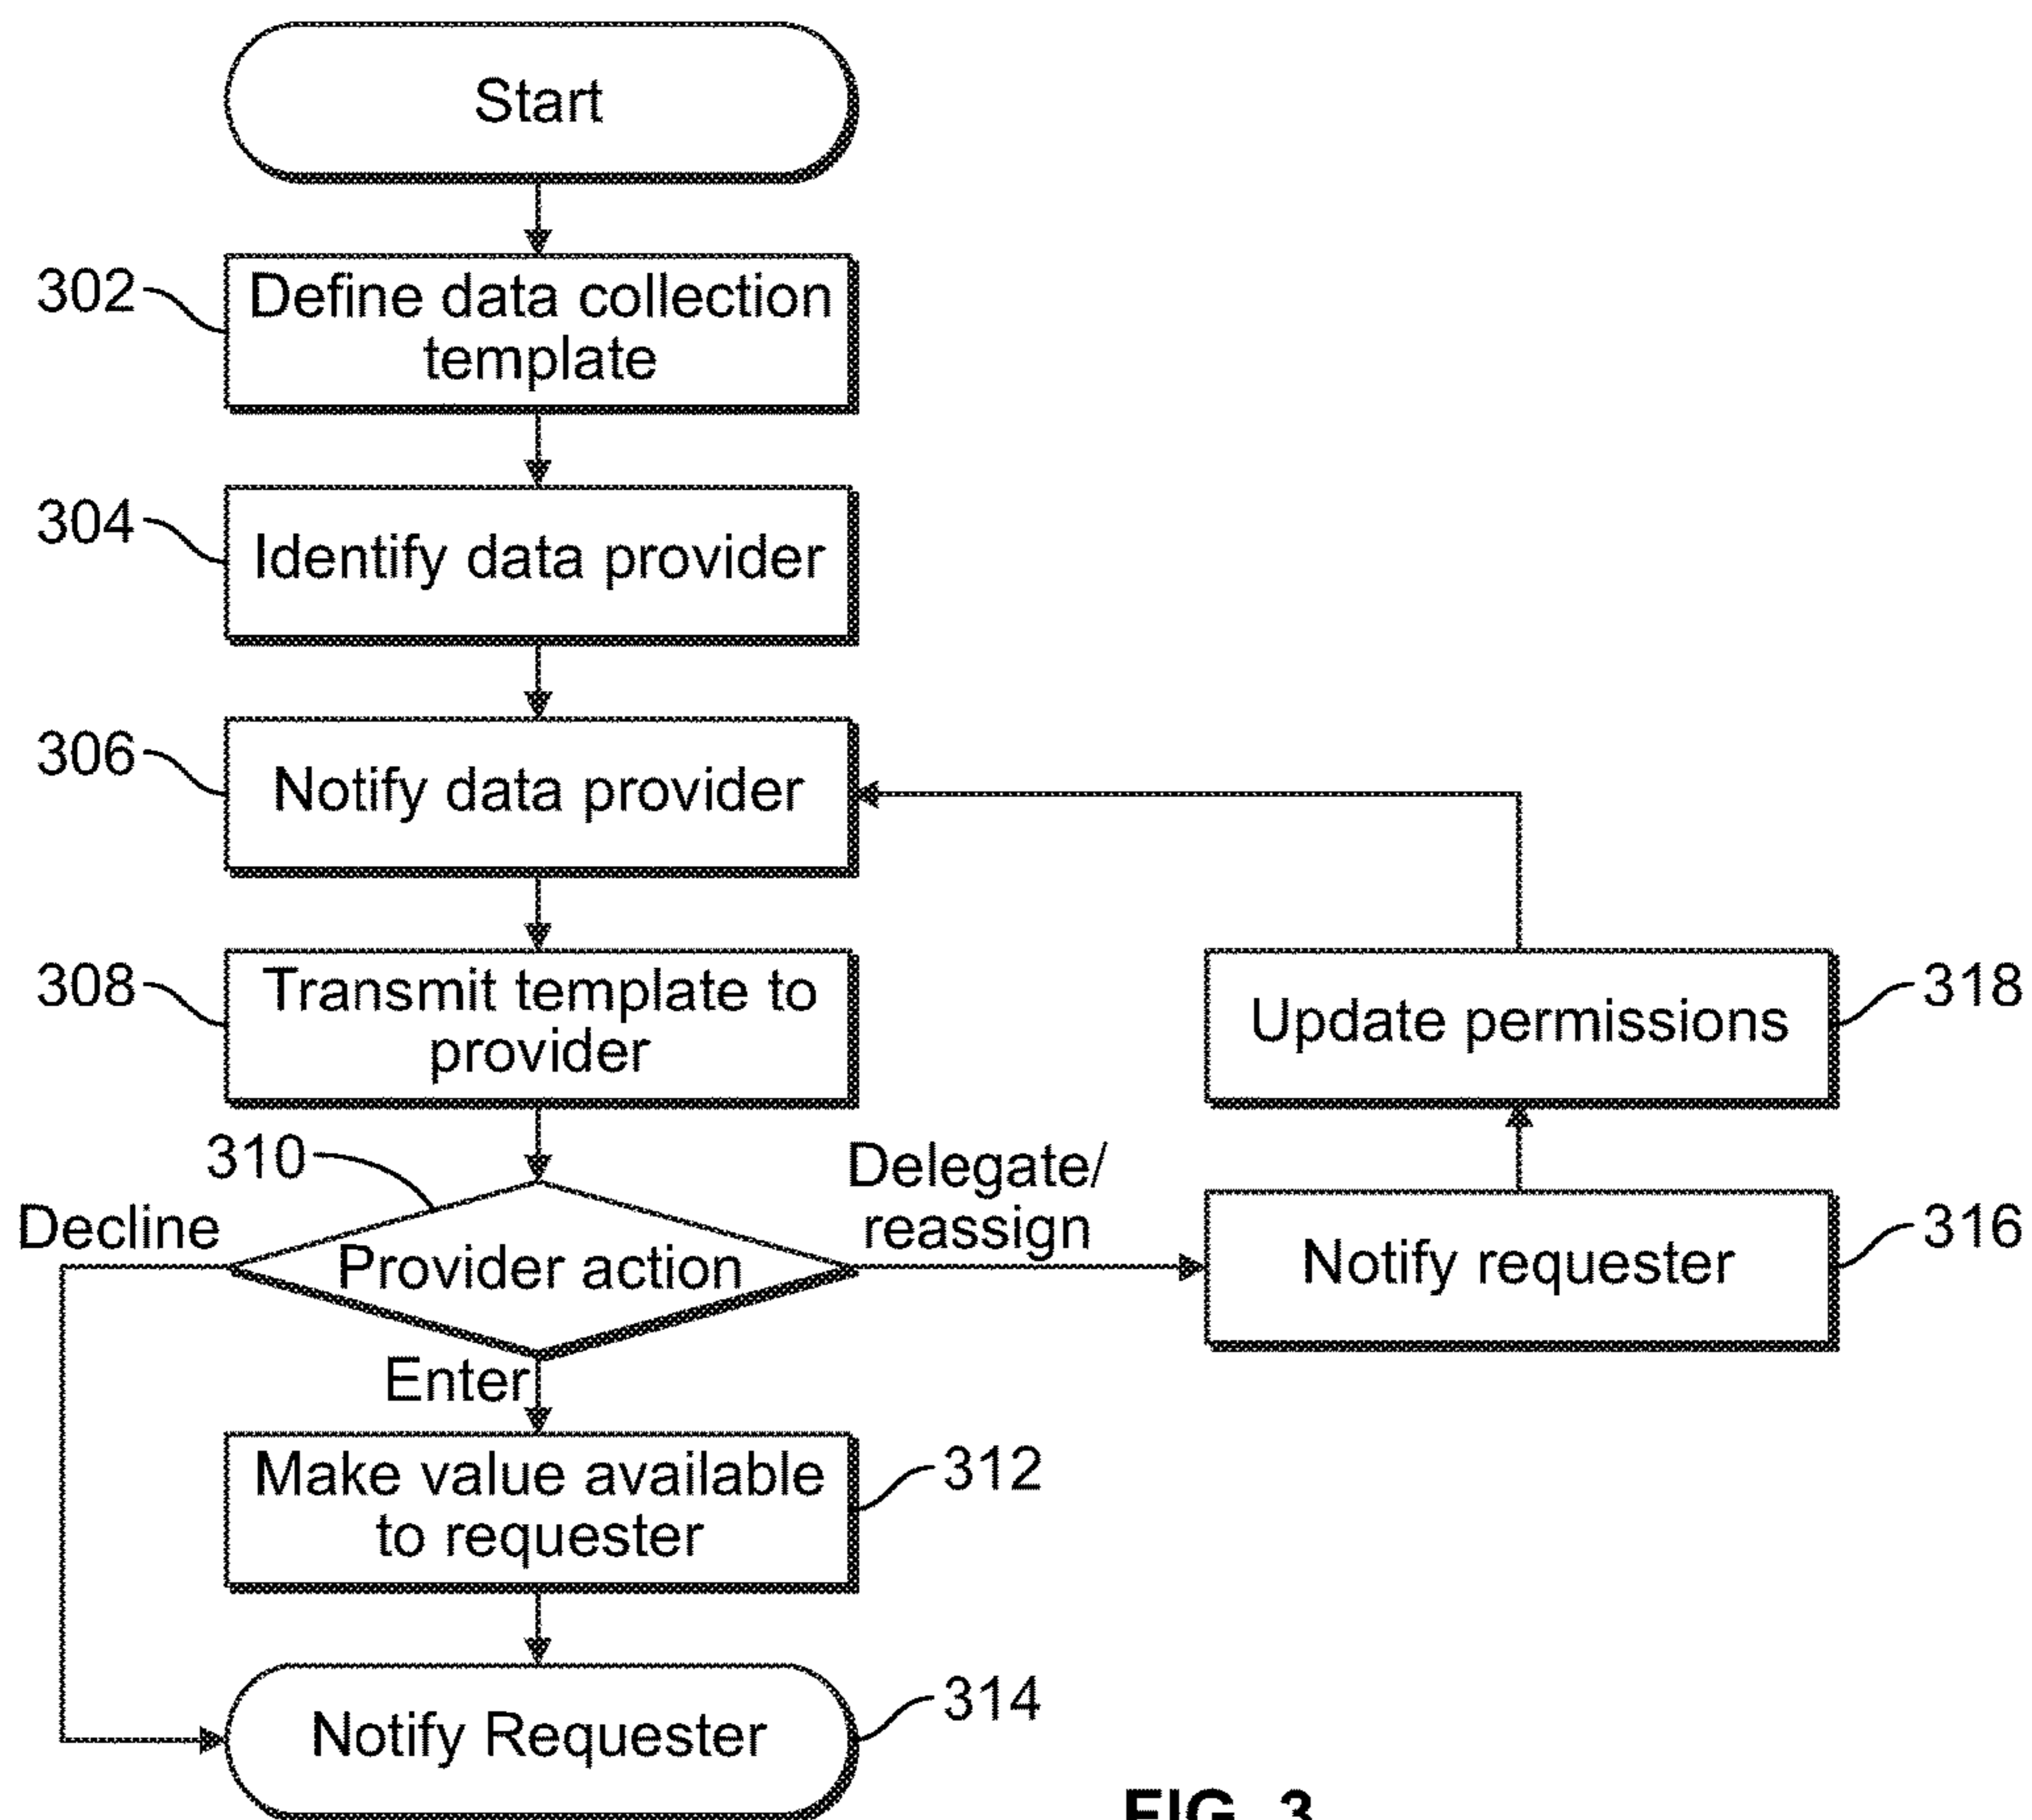 Start
302
Define data collection
template
304
Identify data provider
306
Notify data provider
308
Transmit template to
provider
Update permissions
318
310
Decline
Provider action
Delegate/
reassign
Notify requester
316
Enter
Make value available
to requester
312
Notify Requester
314
FIG. 3